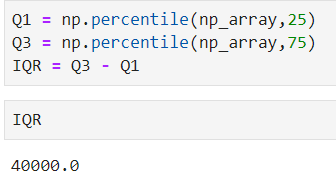 Q1 = np.percentile(np_array,25)
Q3 = np.percentile(np_array,75)
IQR = Q3 - Q1
IQR
40000.0